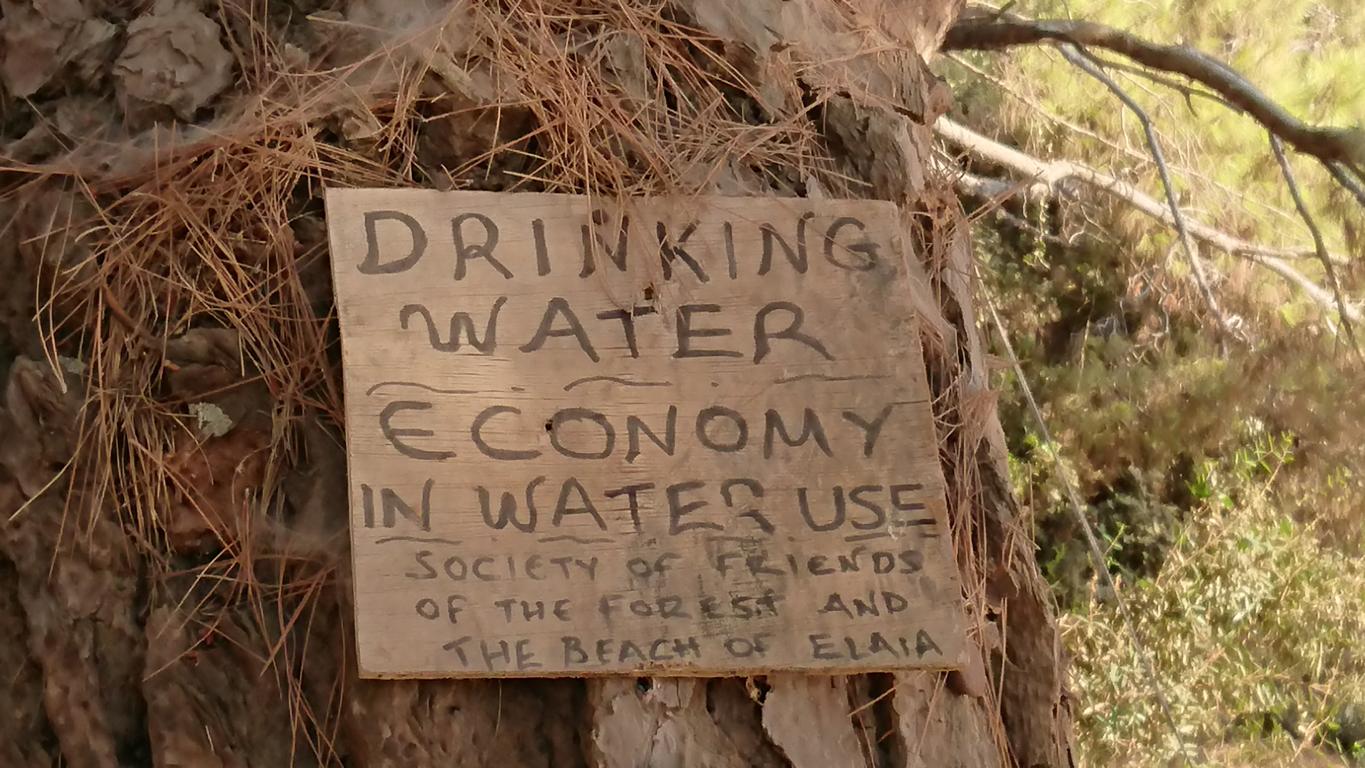 DRINKING
WATER
ECONOMY
IN WATER USE
SOCIETY OF FRIENDS
OF THE FOREST AND
THE BEACH OF ELAIA